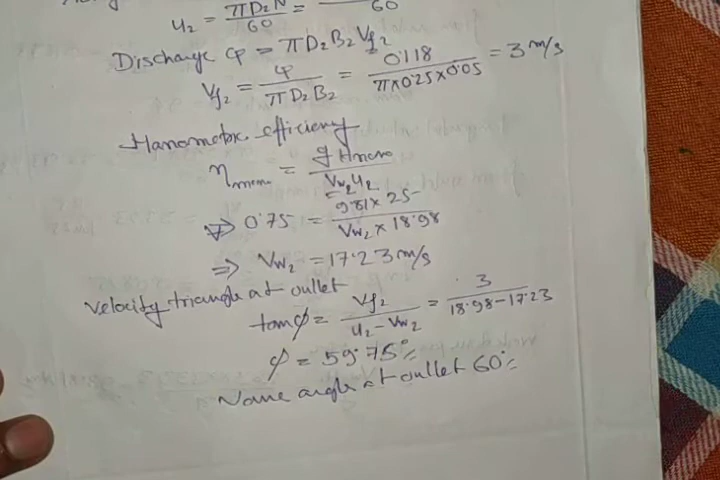 u₂ = πD₂N / 60 = / 60
Discharge φ = πD₂B₂Vf₂
Vf₂ = φ / πD₂B₂ = 0.118 / π×0.25×0.05 = 3 m/s
Manometric efficiency
η mano = g Hmano / Vw₂u₂
⇒ 0.75 = 9.81×25 / Vw₂×18.98
⇒ Vw₂ = 17.23 m/s
Velocity triangle at outlet
tanφ = Vf₂ / u₂-Vw₂ = 3 / 18.98-17.23
φ = 59.75°
Vane angle at outlet 60°